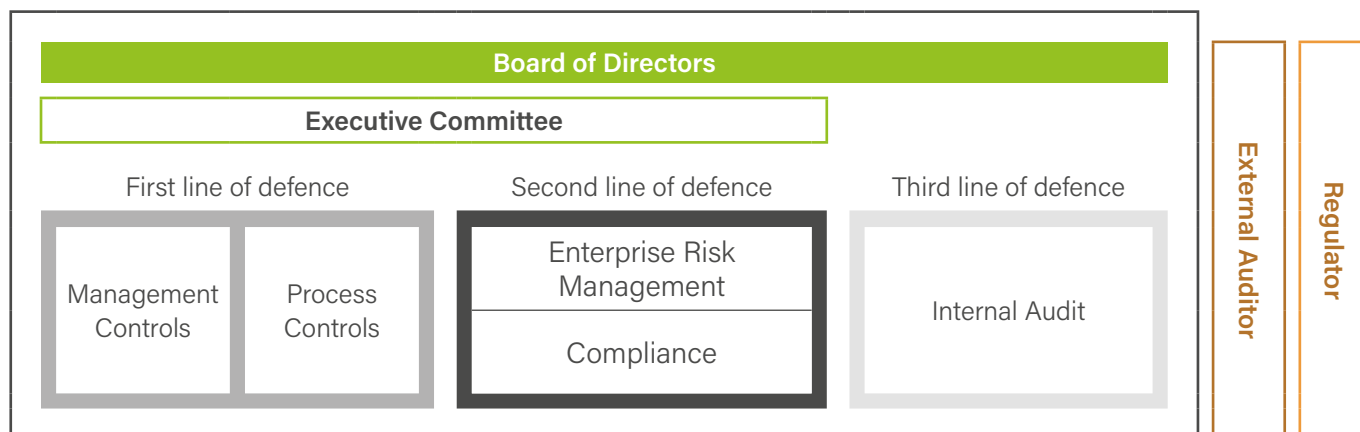 Board of Directors
Executive Committee
First line of defence
Second line of defence
Third line of defence
Management
Controls
Process
Controls
Enterprise Risk
Management
Compliance
Internal Audit
External Auditor
Regulator